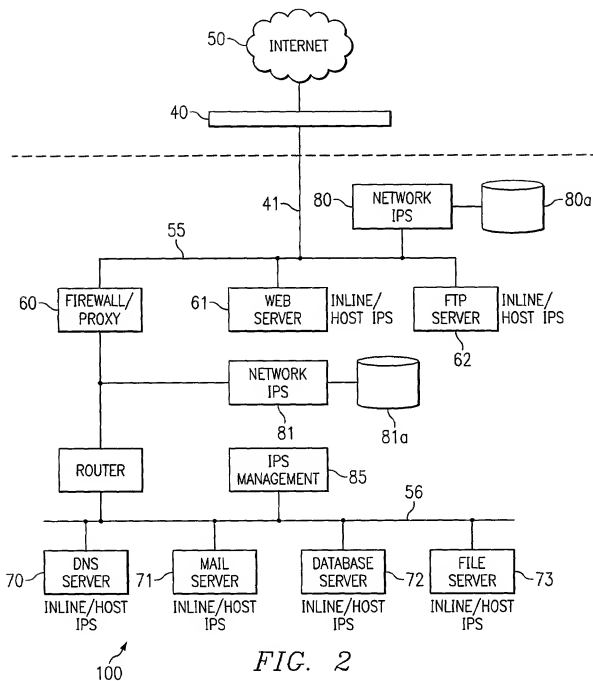 50
INTERNET
40
41
80
NETWORK
IPS
80a
55
60
FIREWALL/
PROXY
61
WEB
SERVER
INLINE/
HOST IPS
FTP
SERVER
INLINE/
HOST IPS
62
NETWORK
IPS
81
81a
ROUTER
IPS
MANAGEMENT
85
56
70
DNS
SERVER
INLINE/HOST
IPS
71
MAIL
SERVER
INLINE/HOST
IPS
DATABASE
SERVER
72
INLINE/HOST
IPS
FILE
SERVER
73
INLINE/HOST
IPS
100
FIG. 2